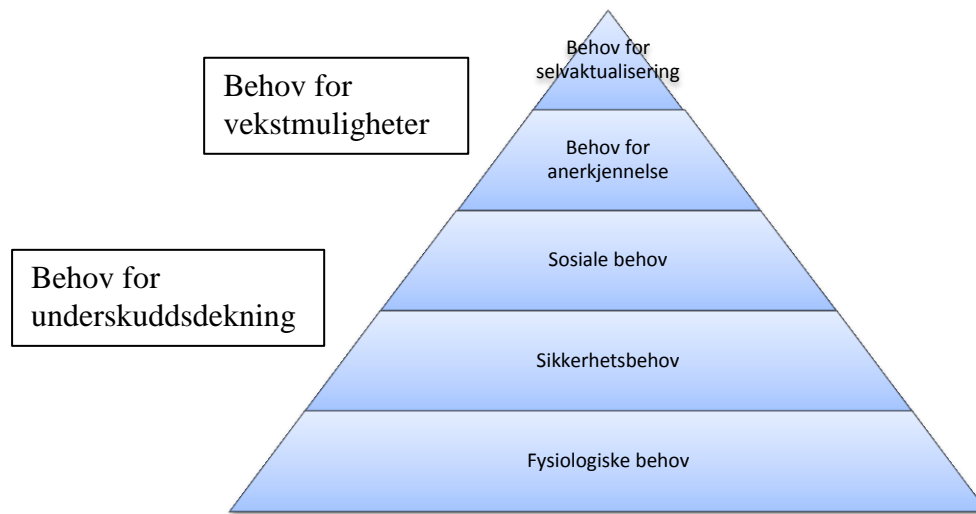 Behov for
selvaktualisering
Behov for
vekstmuligheter
Behov for
anerkjennelse
Sosiale behov
Behov for
underskuddsdekning
Sikkerhetsbehov
Fysiologiske behov